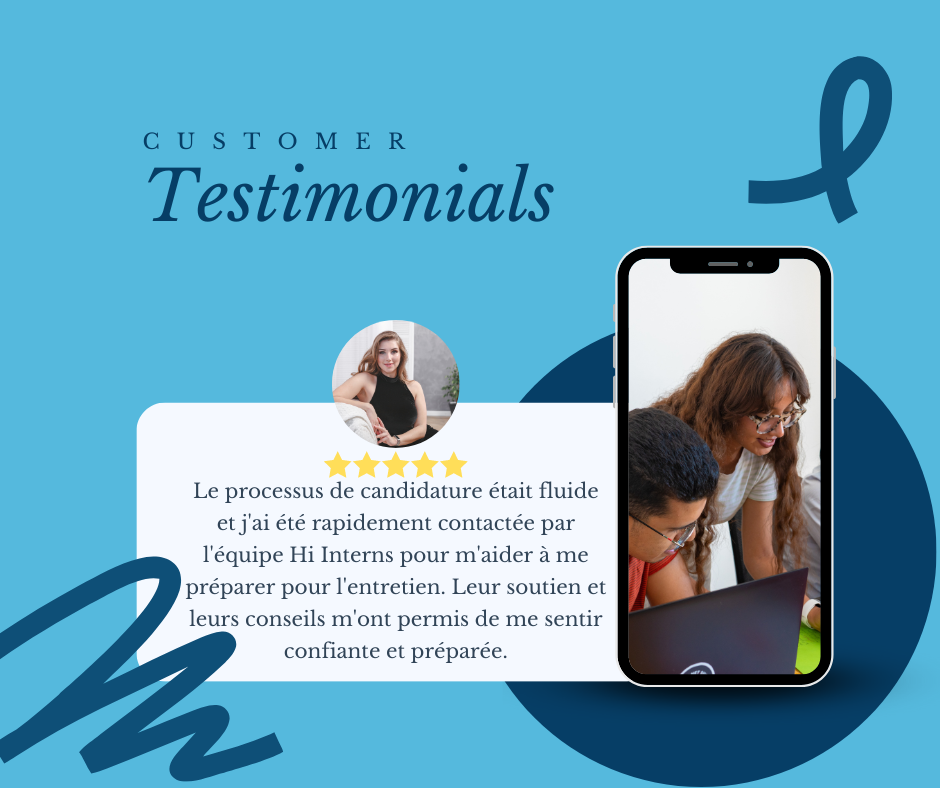 CUSTOMER
Testimonials
Le processus de candidature était fluide
et j'ai été rapidement contactée par
l'équipe Hi Interns pour m'aider à me
préparer pour l'entretien. Leur soutien et
leurs conseils m'ont permis de me sentir
confiante et préparée.